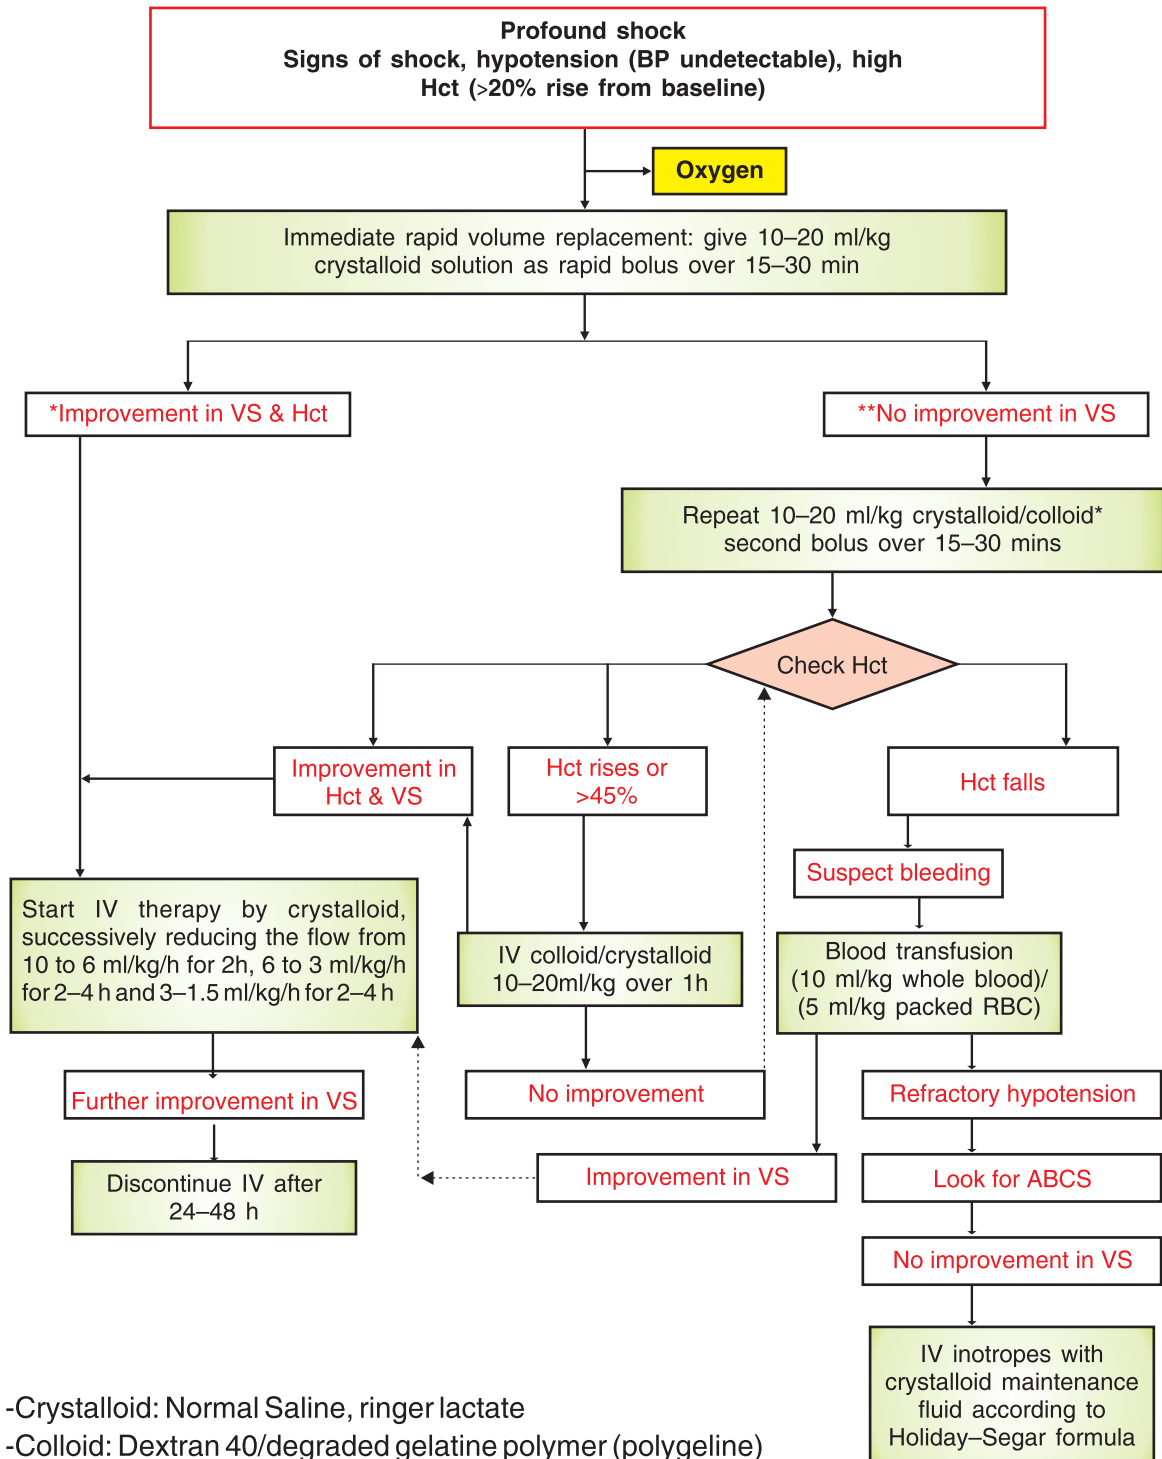 Profound shock
Signs of shock, hypotension (BP undetectable), high
Hct (>20% rise from baseline)
Oxygen
Immediate rapid volume replacement: give 10–20 ml/kg
crystalloid solution as rapid bolus over 15–30 min
*Improvement in VS & Hct
**No improvement in VS
Repeat 10–20 ml/kg crystalloid/colloid*
second bolus over 15–30 mins
Check Hct
Improvement in
Hct & VS
Hct rises or
>45%
Hct falls
Suspect bleeding
Start IV therapy by crystalloid,
successively reducing the flow from
10 to 6 ml/kg/h for 2h, 6 to 3 ml/kg/h
for 2–4 h and 3–1.5 ml/kg/h for 2–4 h
IV colloid/crystalloid
10–20ml/kg over 1h
Blood transfusion
(10 ml/kg whole blood)/
(5 ml/kg packed RBC)
Further improvement in VS
No improvement
Refractory hypotension
Discontinue IV after
24–48 h
Improvement in VS
Look for ABCS
No improvement in VS
IV inotropes with
crystalloid maintenance
fluid according to
Holiday–Segar formula
-Crystalloid: Normal Saline, ringer lactate
-Colloid: Dextran 40/degraded gelatine polymer (polygeline)